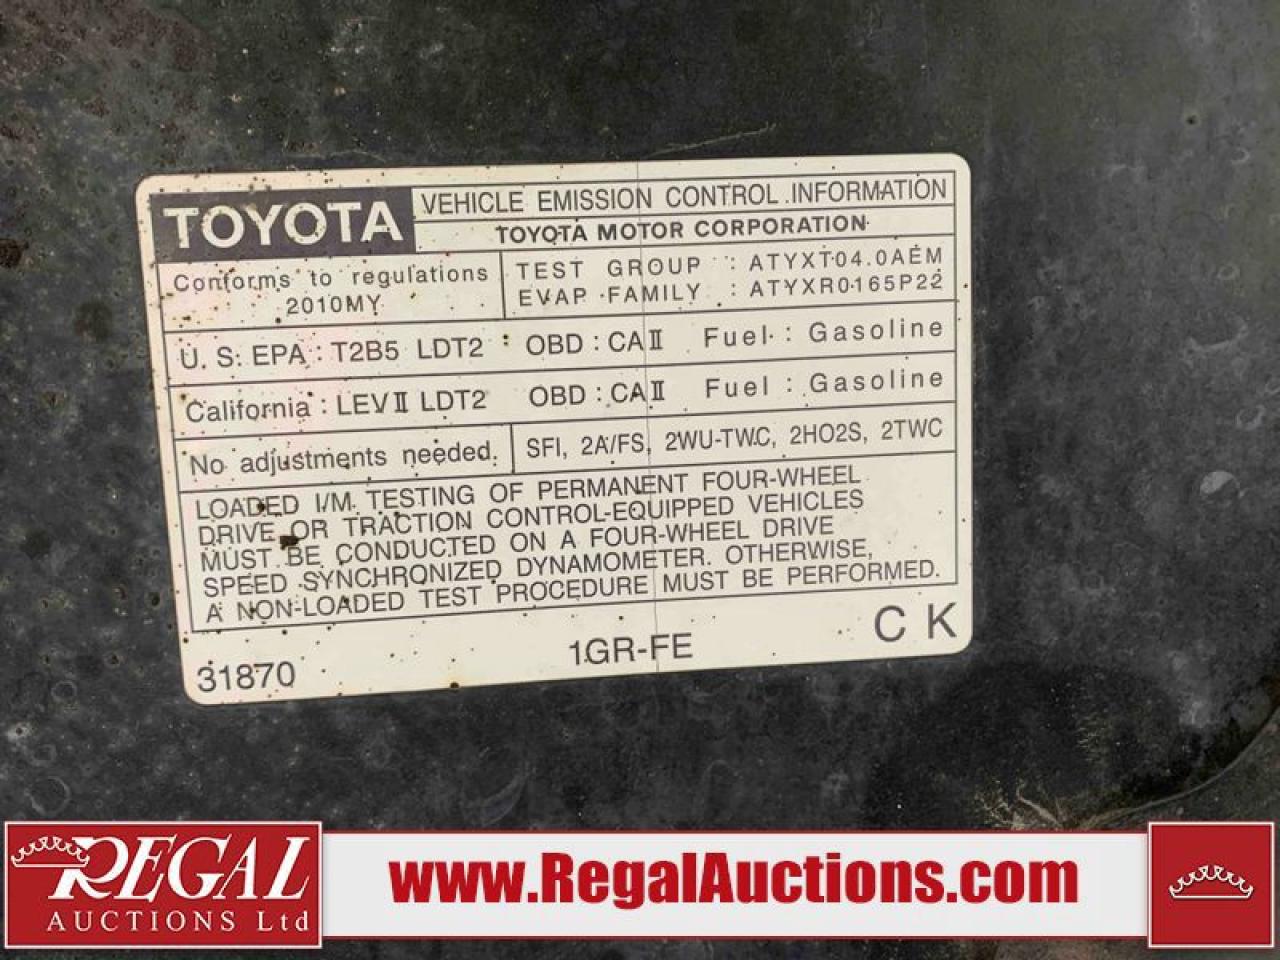 TOYOTA
VEHICLE EMISSION CONTROL INFORMATION
TOYOTA MOTOR CORPORATION
Conforms to regulations
2010MY
TEST GROUP : ATYXT04.0AEM
EVAP FAMILY : ATYXR0165P22
U.S. EPA : T2B5 LDT2 OBD : CAⅡ Fuel : Gasoline
California : LEVⅡ LDT2 OBD : CAⅡ Fuel : Gasoline
No adjustments needed.
SFI, 2A/FS, 2WU-TWC, 2HO2S, 2TWC
LOADED I/M TESTING OF PERMANENT FOUR-WHEEL
DRIVE OR TRACTION CONTROL-EQUIPPED VEHICLES
MUST BE CONDUCTED ON A FOUR-WHEEL DRIVE
SPEED SYNCHRONIZED DYNAMOMETER. OTHERWISE,
A NON-LOADED TEST PROCEDURE MUST BE PERFORMED.
31870
1GR-FE
C K
REGAL
AUCTIONS Ltd
www.RegalAuctions.com